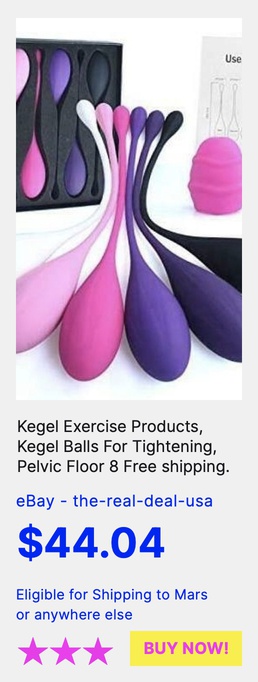 Use
Kegel Exercise Products,
Kegel Balls For Tightening,
Pelvic Floor 8 Free shipping.
eBay - the-real-deal-usa
$44.04
Eligible for Shipping to Mars
or anywhere else
BUY NOW!